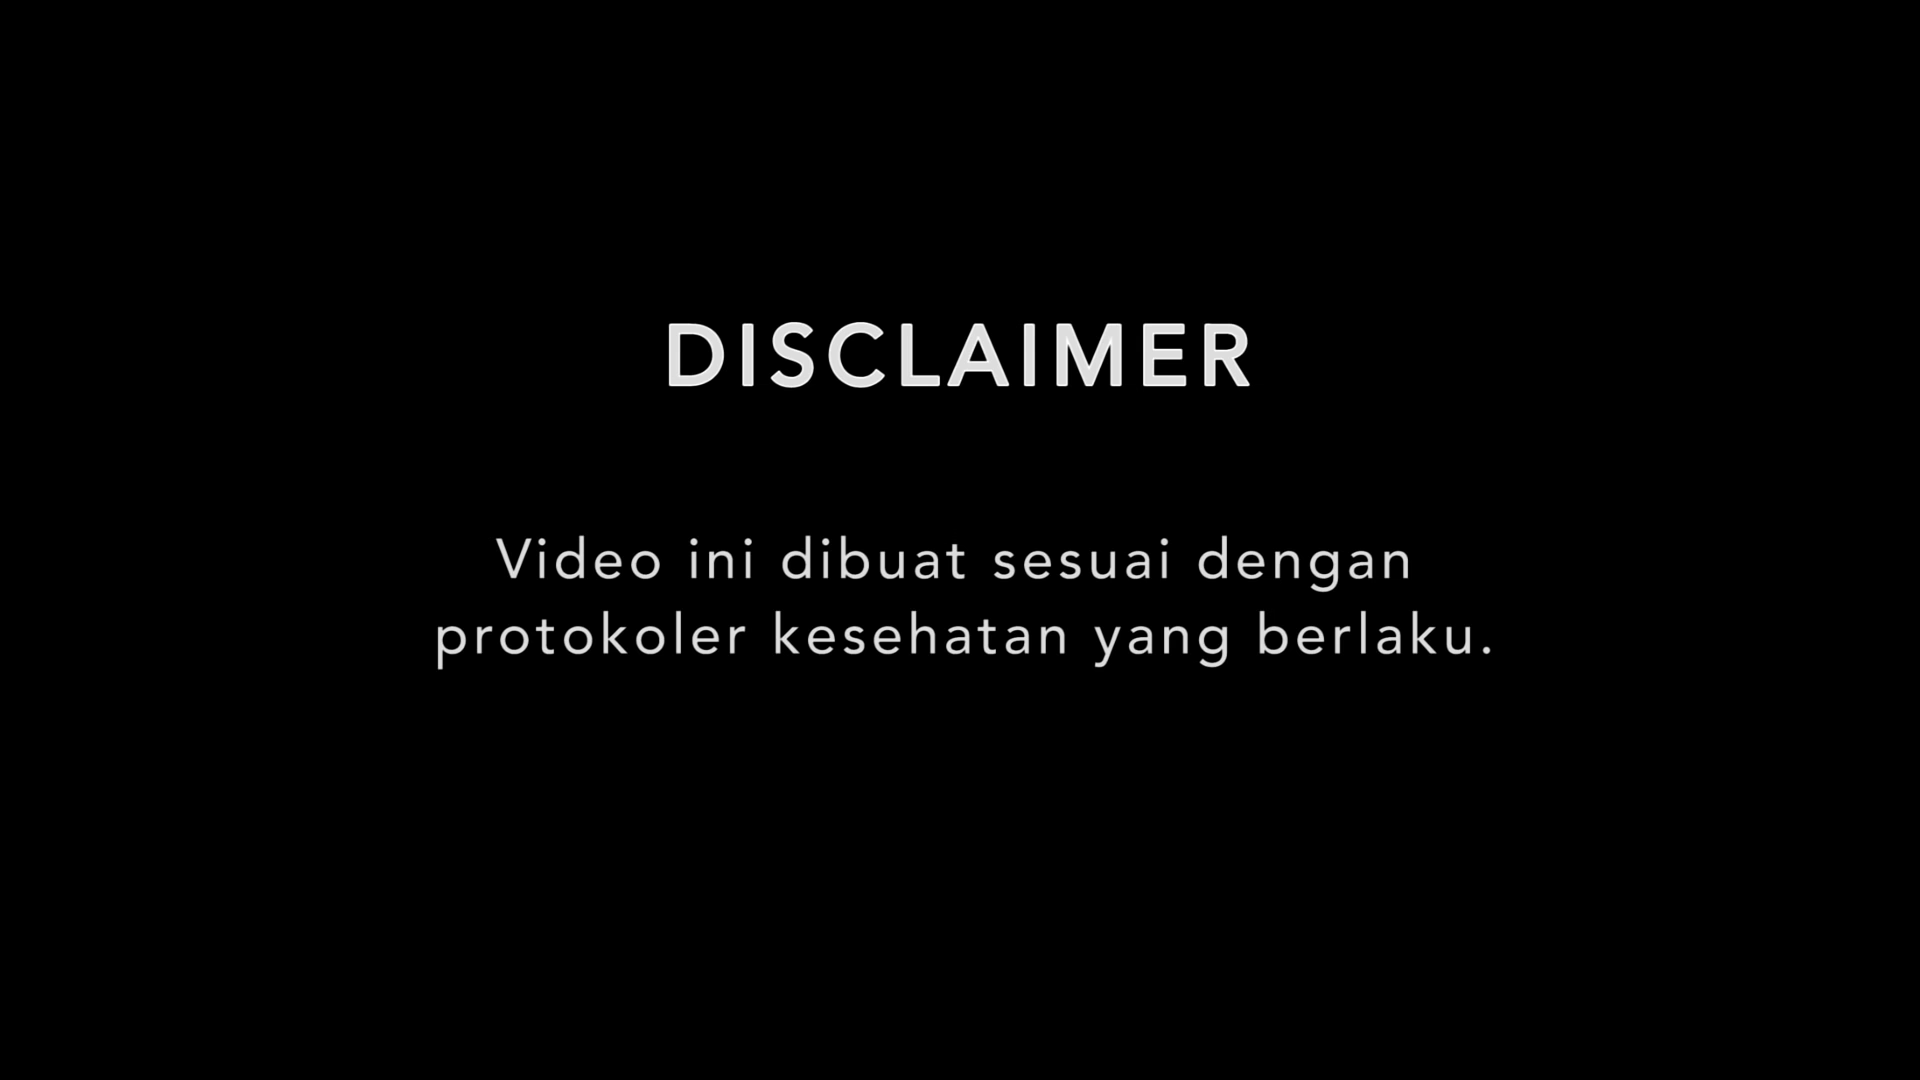 DISCLAIMER
Video ini dibuat sesuai dengan
protokoler kesehatan yang berlaku.